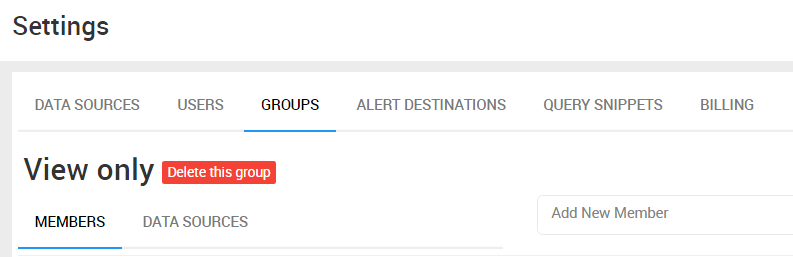 Settings
DATA SOURCES USERS GROUPS ALERT DESTINATIONS QUERY SNIPPETS BILLING
View only Delete this group
MEMBERS DATA SOURCES
Add New Member